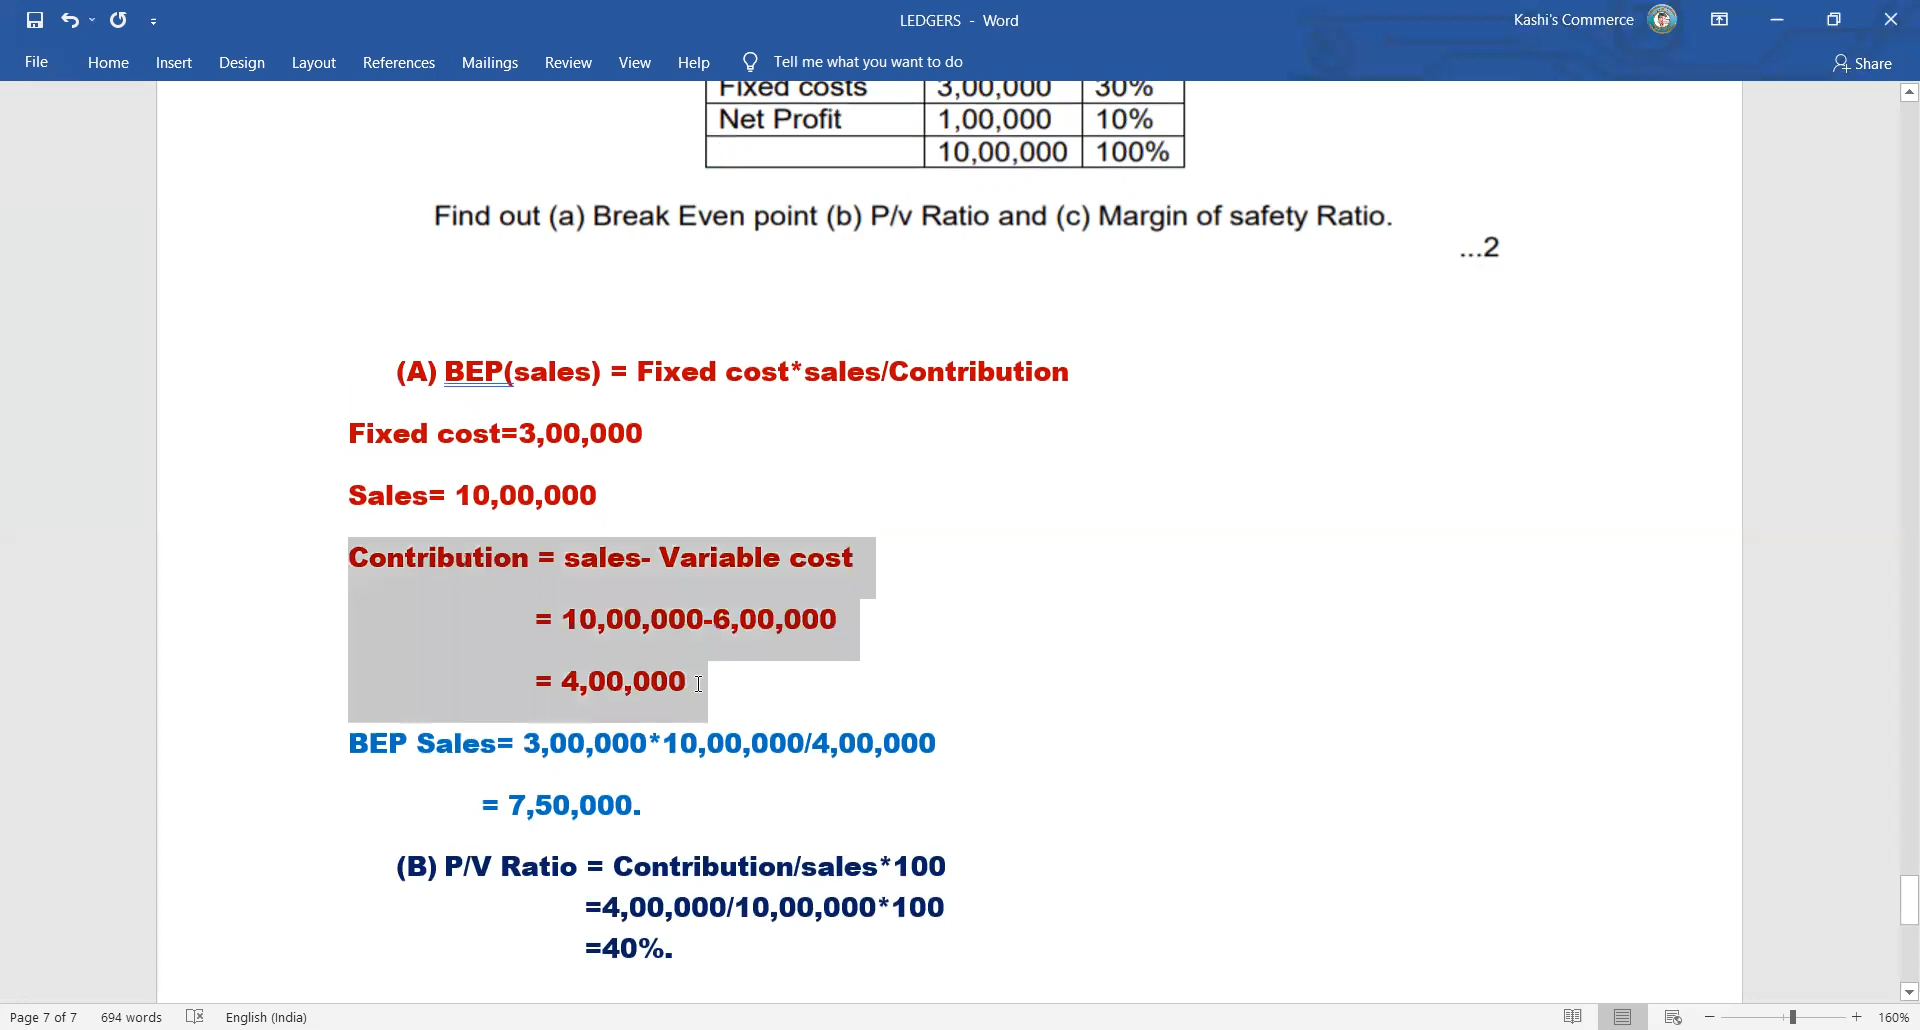 LEDGERS - Word
Kashi's Commerce
File Home Insert Design Layout References Mailings Review View Help Tell me what you want to do
Share
Fixed costs 3,00,000 30%
Net Profit 1,00,000 10%
10,00,000 100%
Find out (a) Break Even point (b) P/v Ratio and (c) Margin of safety Ratio.
...2
(A) BEP(sales) = Fixed cost*sales/Contribution
Fixed cost=3,00,000
Sales= 10,00,000
Contribution = sales- Variable cost
= 10,00,000-6,00,000
= 4,00,000
BEP Sales= 3,00,000*10,00,000/4,00,000
= 7,50,000.
(B) P/V Ratio = Contribution/sales*100
=4,00,000/10,00,000*100
=40%.
Page 7 of 7 694 words English (India) 160%